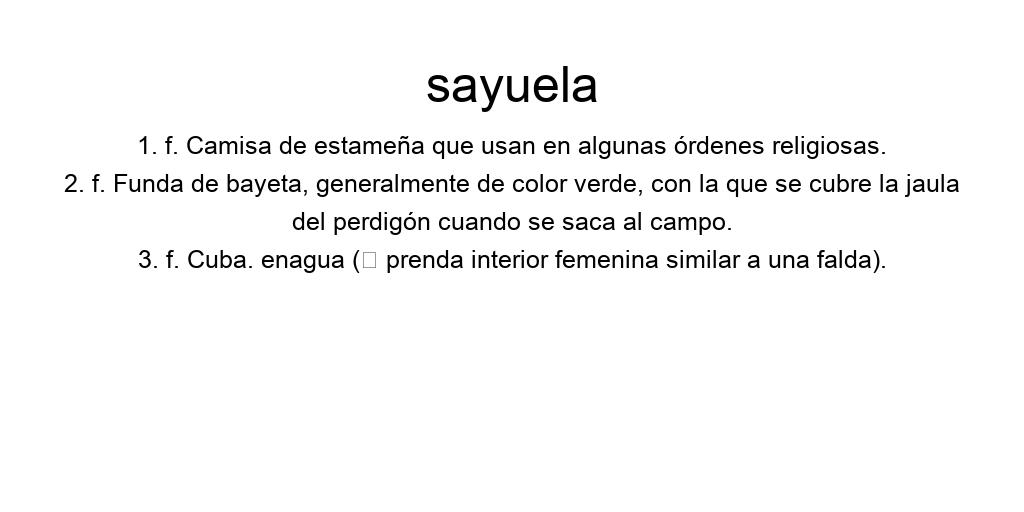 sayuela
1. f. Camisa de estameña que usan en algunas órdenes religiosas.
2. f. Funda de bayeta, generalmente de color verde, con la que se cubre la jaula
del perdigón cuando se saca al campo.
3. f. Cuba. enagua (□ prenda interior femenina similar a una falda).